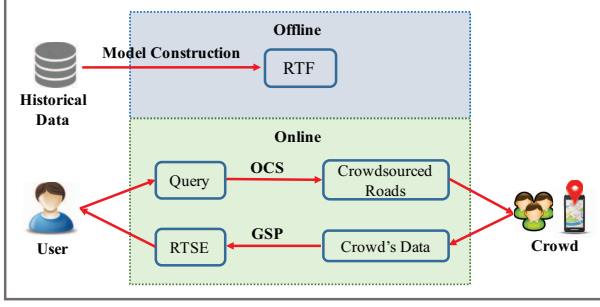 Offline
Model Construction
RTF
Historical
Data
Online
Query
OCS
Crowdsourced
Roads
User
RTSE
GSP
Crowd's Data
Crowd